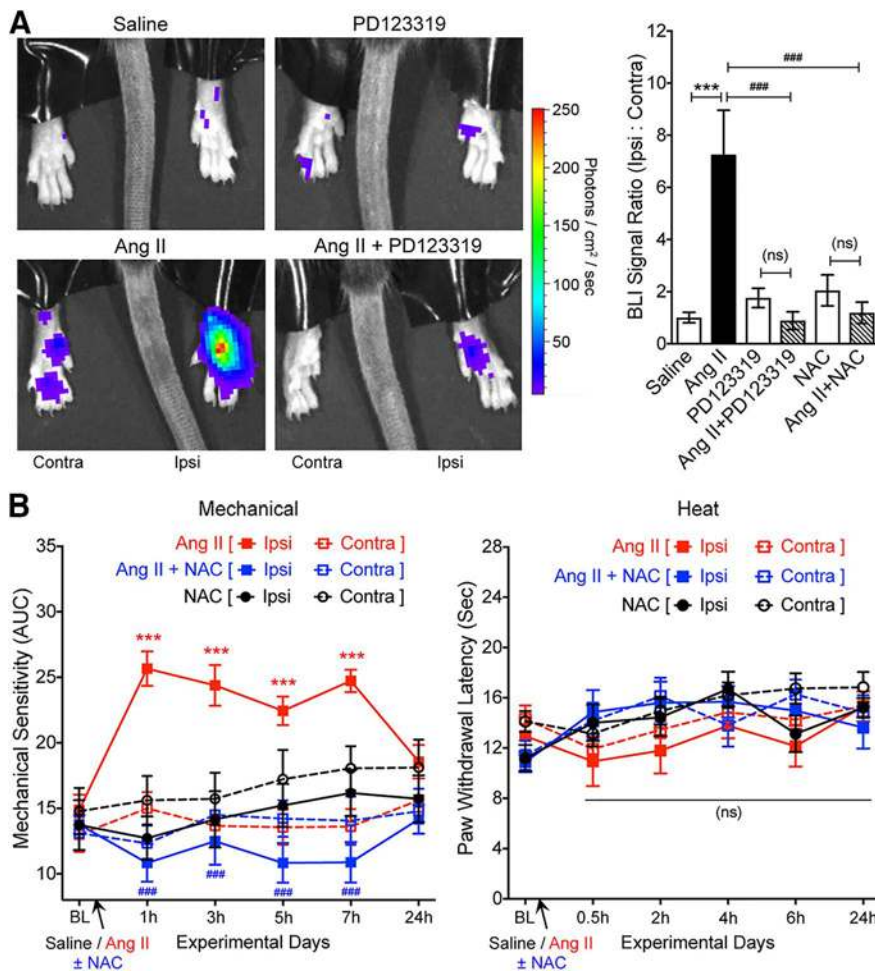 A
Saline
PD123319
Ang II
Ang II + PD123319
Contra
Ipsi
Contra
Ipsi
250
200
150
100
50
Photons / cm² / sec
BLI Signal Ratio (Ipsi : Contra)
12
10
8
6
4
2
0
***
###
###
(ns)
(ns)
Saline
Ang II
PD123319
Ang II+PD123319
NAC
Ang II+NAC
B
Mechanical
Ang II [ Ipsi Contra ]
Ang II + NAC [ Ipsi Contra ]
NAC [ Ipsi Contra ]
Mechanical Sensitivity (AUC)
35
30
25
20
15
10
*** *** *** ***
### ### ### ###
BL 1h 3h 5h 7h 24h
Experimental Days
Saline / Ang II
± NAC
Heat
Ang II [ Ipsi Contra ]
Ang II + NAC [ Ipsi Contra ]
NAC [ Ipsi Contra ]
Paw Withdrawal Latency (Sec)
28
24
20
16
12
8
4
0
(ns)
BL 0.5h 2h 4h 6h 24h
Experimental Days
Saline / Ang II
± NAC